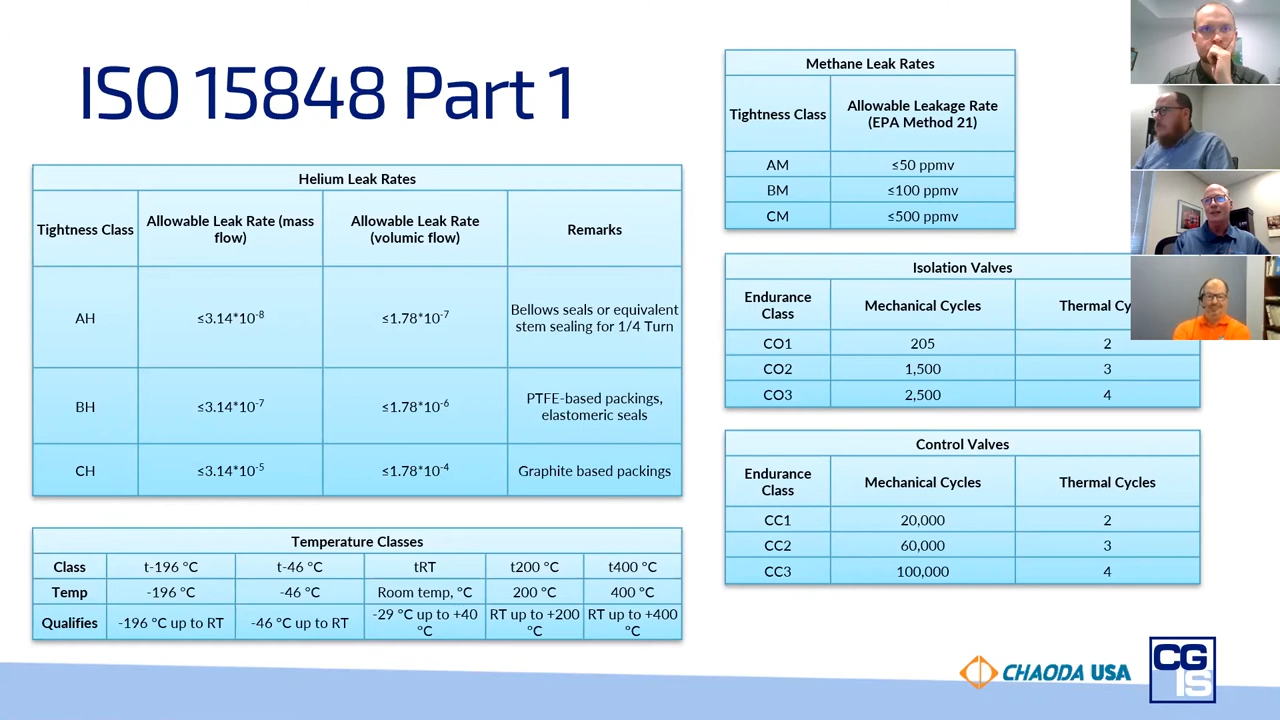 ISO 15848 Part 1
Helium Leak Rates
Tightness Class
Allowable Leak Rate (mass
flow)
Allowable Leak Rate
(volumic flow)
Remarks
AH
≤3.14*10⁻⁸
≤1.78*10⁻⁷
Bellows seals or equivalent
stem sealing for 1/4 Turn
BH
≤3.14*10⁻⁷
≤1.78*10⁻⁶
PTFE-based packings,
elastomeric seals
CH
≤3.14*10⁻⁵
≤1.78*10⁻⁴
Graphite based packings
Temperature Classes
Class
t-196 °C
t-46 °C
tRT
t200 °C
t400 °C
Temp
-196 °C
-46 °C
Room temp, °C
200 °C
400 °C
Qualifies
-196 °C up to RT
-46 °C up to RT
-29 °C up to +40
°C
RT up to +200
°C
RT up to +400
°C
Methane Leak Rates
Tightness Class
Allowable Leakage Rate
(EPA Method 21)
AM
≤50 ppmv
BM
≤100 ppmv
CM
≤500 ppmv
Isolation Valves
Endurance
Class
Mechanical Cycles
Thermal Cy
CO1
205
2
CO2
1,500
3
CO3
2,500
4
Control Valves
Endurance
Class
Mechanical Cycles
Thermal Cycles
CC1
20,000
2
CC2
60,000
3
CC3
100,000
4
CHAODA USA
CG
IS